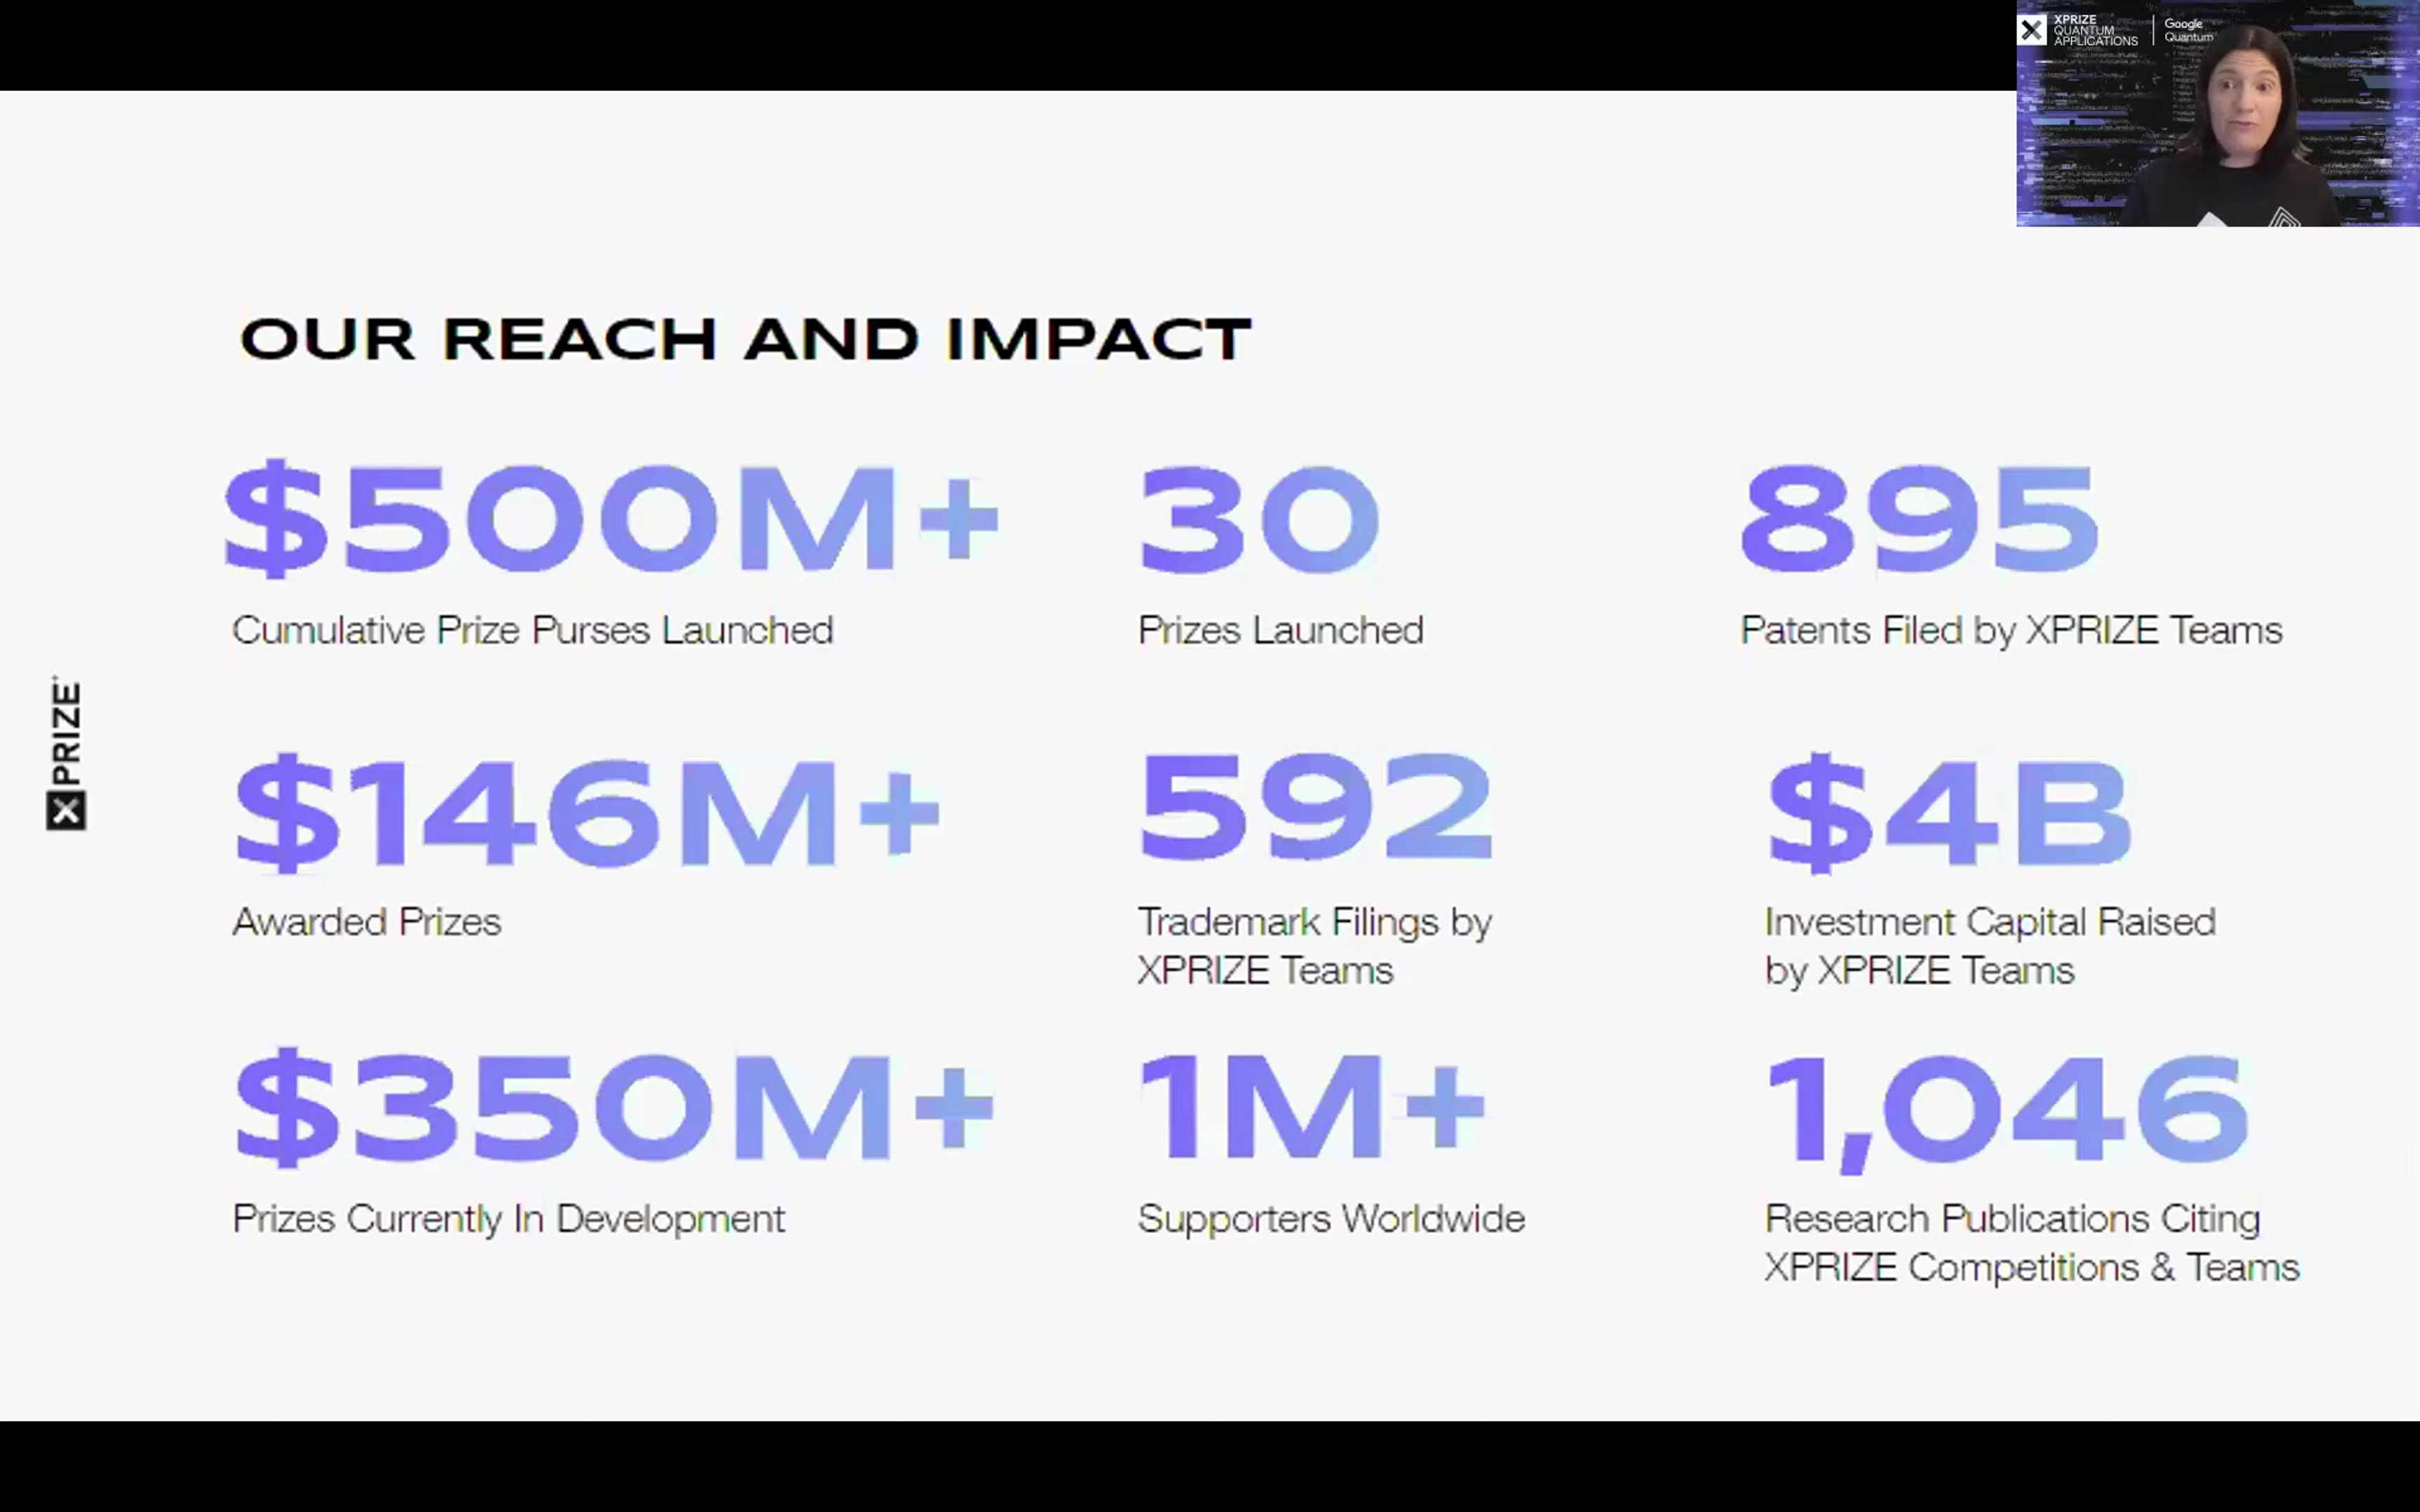 XPRIZE
QUANTUM
APPLICATIONS
Google
Quantum
OUR REACH AND IMPACT
$500M+
Cumulative Prize Purses Launched
30
Prizes Launched
895
Patents Filed by XPRIZE Teams
$146M+
Awarded Prizes
592
Trademark Filings by
XPRIZE Teams
$4B
Investment Capital Raised
by XPRIZE Teams
$350M+
Prizes Currently In Development
1M+
Supporters Worldwide
1,046
Research Publications Citing
XPRIZE Competitions & Teams
XPRIZE